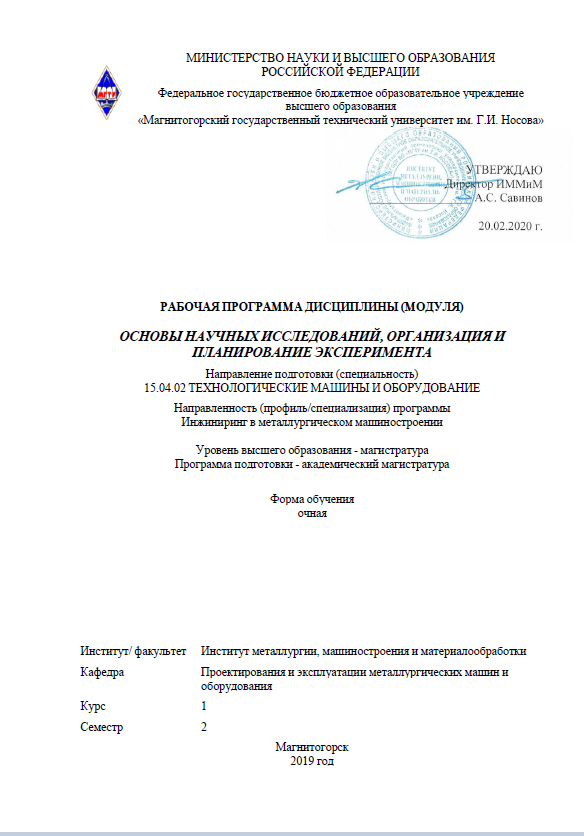 МИНИСТЕРСТВО НАУКИ И ВЫСШЕГО ОБРАЗОВАНИЯ
РОССИЙСКОЙ ФЕДЕРАЦИИ
Федеральное государственное бюджетное образовательное учреждение
высшего образования
«Магнитогорский государственный технический университет им. Г.И. Носова»
МГТУ
УТВЕРЖДАЮ
Директор ИММиМ
А.С. Савинов
20.02.2020 г.
ИНСТИТУТ
МЕТАЛЛУРГИИ,
РАБОЧАЯ ПРОГРАММА ДИСЦИПЛИНЫ (МОДУЛЯ)
ОСНОВЫ НАУЧНЫХ ИССЛЕДОВАНИЙ, ОРГАНИЗАЦИЯ И
ПЛАНИРОВАНИЕ ЭКСПЕРИМЕНТА
Направление подготовки (специальность)
15.04.02 ТЕХНОЛОГИЧЕСКИЕ МАШИНЫ И ОБОРУДОВАНИЕ
Направленность (профиль/специализация) программы
Инжиниринг в металлургическом машиностроении
Уровень высшего образования - магистратура
Программа подготовки - академический магистратура
Форма обучения
очная
Институт/ факультет Институт металлургии, машиностроения и материалообработки
Кафедра Проектирования и эксплуатации металлургических машин и
оборудования
Курс 1
Семестр 2
Магнитогорск
2019 год